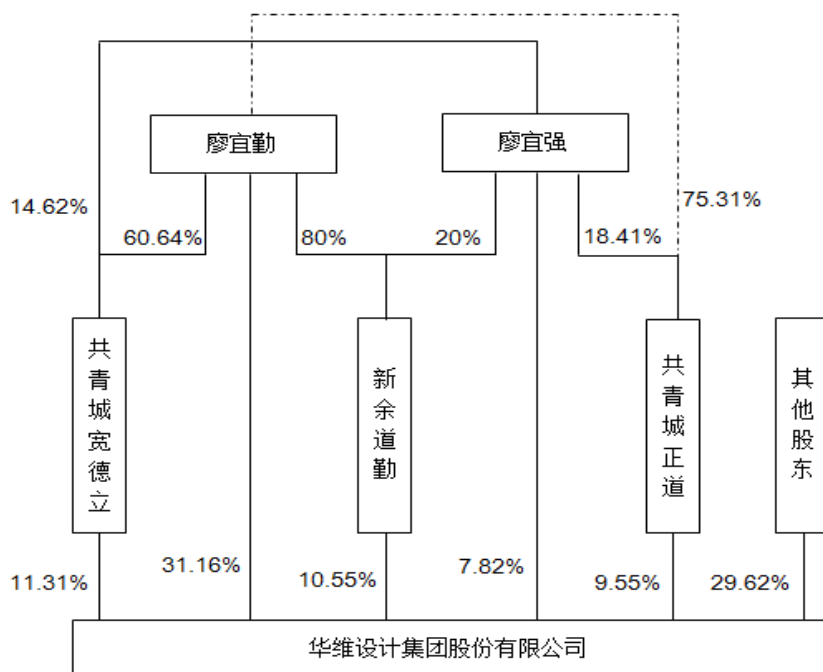 廖宜勤
廖宜强
14.62%
75.31%
60.64%
80%
20%
18.41%
共青城宽德立
新余道勤
共青城正道
其他股东
11.31%
31.16%
10.55%
7.82%
9.55%
29.62%
华维设计集团股份有限公司